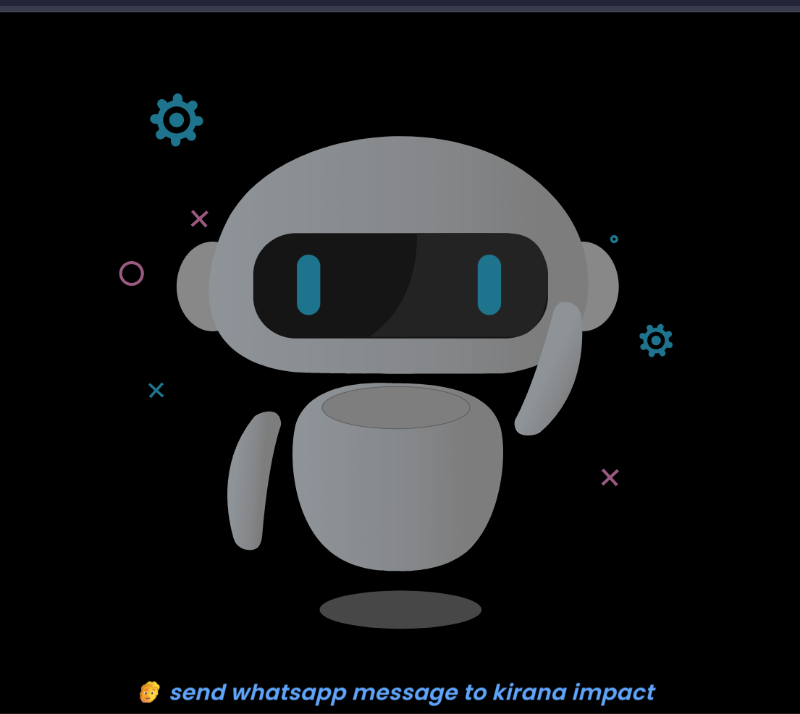 🧑‍🦱 send whatsapp message to kirana impact